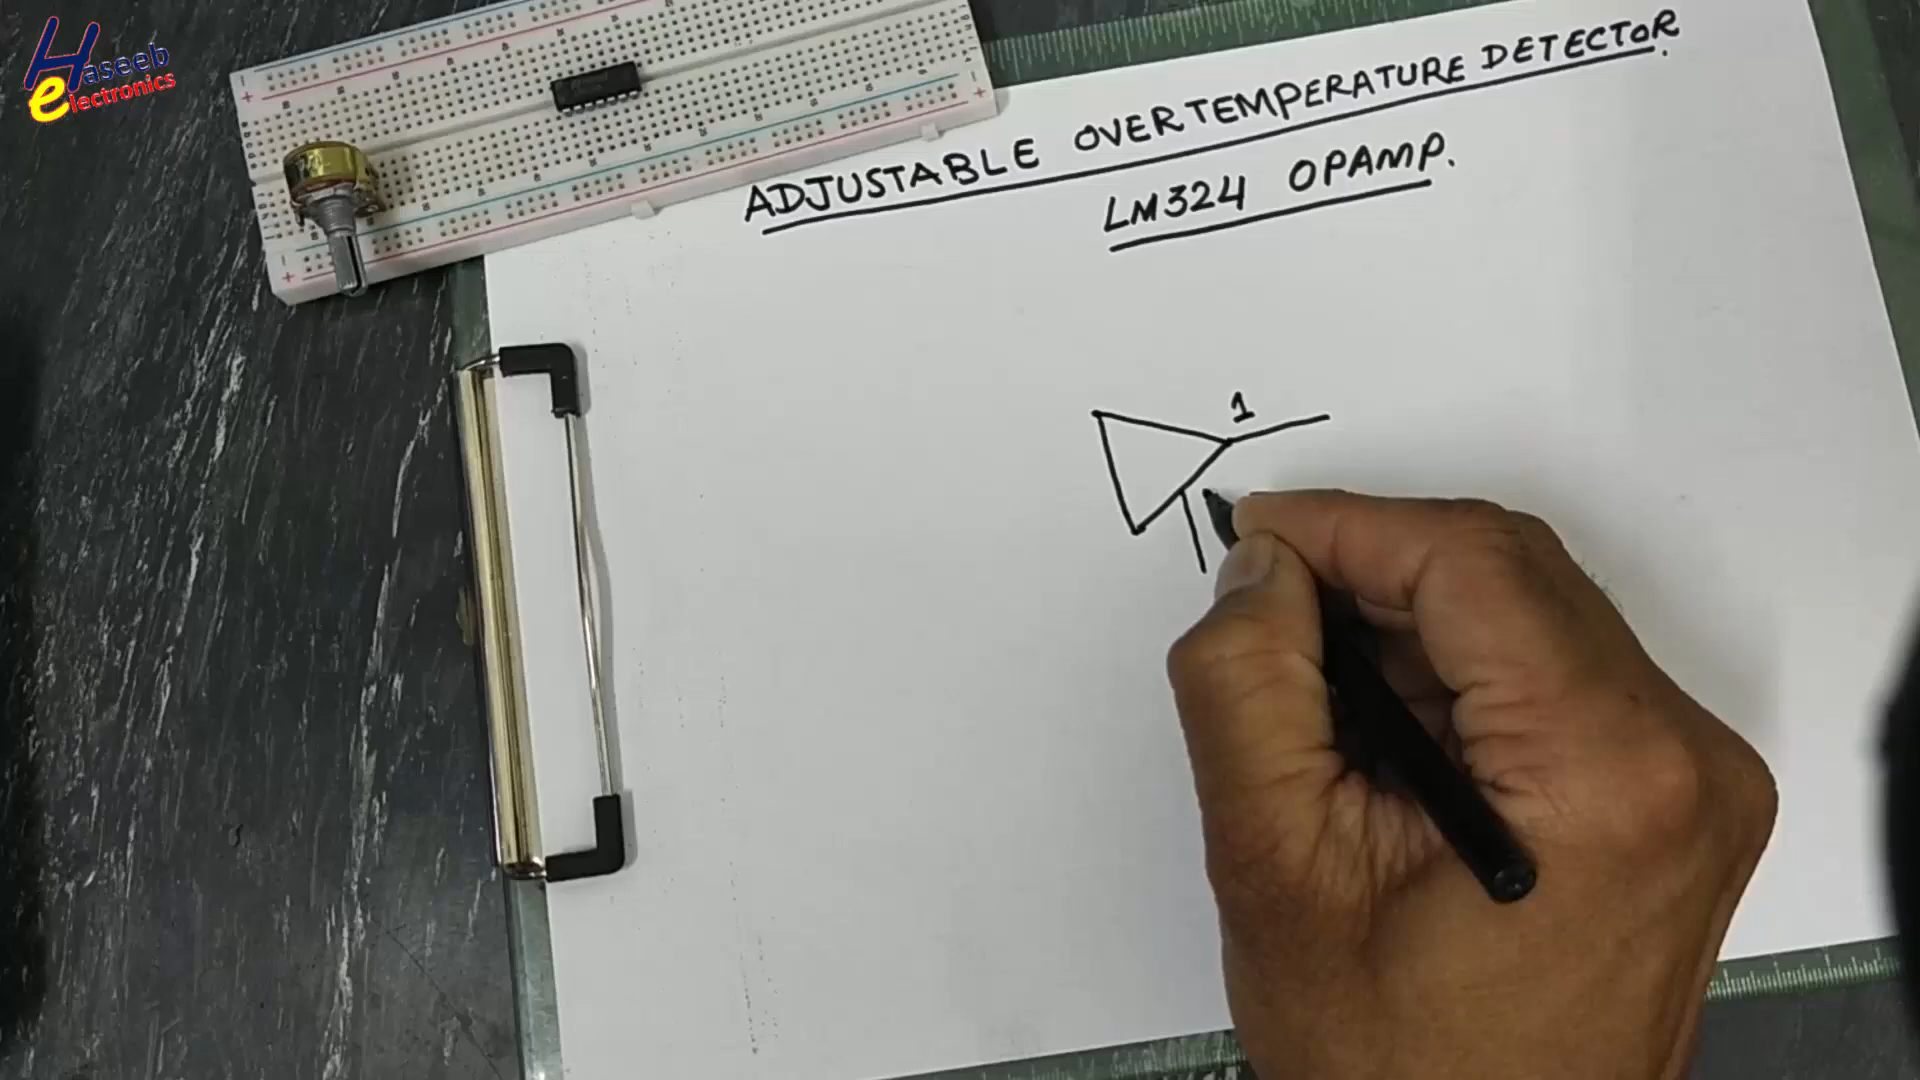 Haseeb
electronics
ADJUSTABLE OVERTEMPERATURE DETECTOR.
LM324 OPAMP.
1